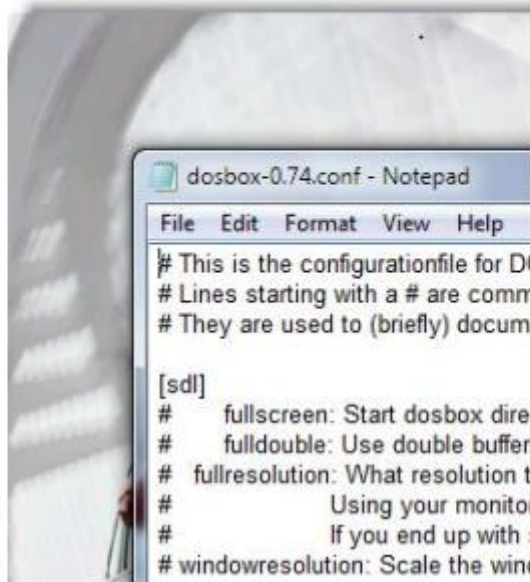 dosbox-0.74.conf - Notepad
File Edit Format View Help
# This is the configurationfile for
# Lines starting with a # are
# They are used to (briefly)
[sdl]
# fullscreen: Start dosbox
# fulldouble: Use double
# fullresolution: What resolution
# Using your
# If you end up with
# windowresolution: Scale the